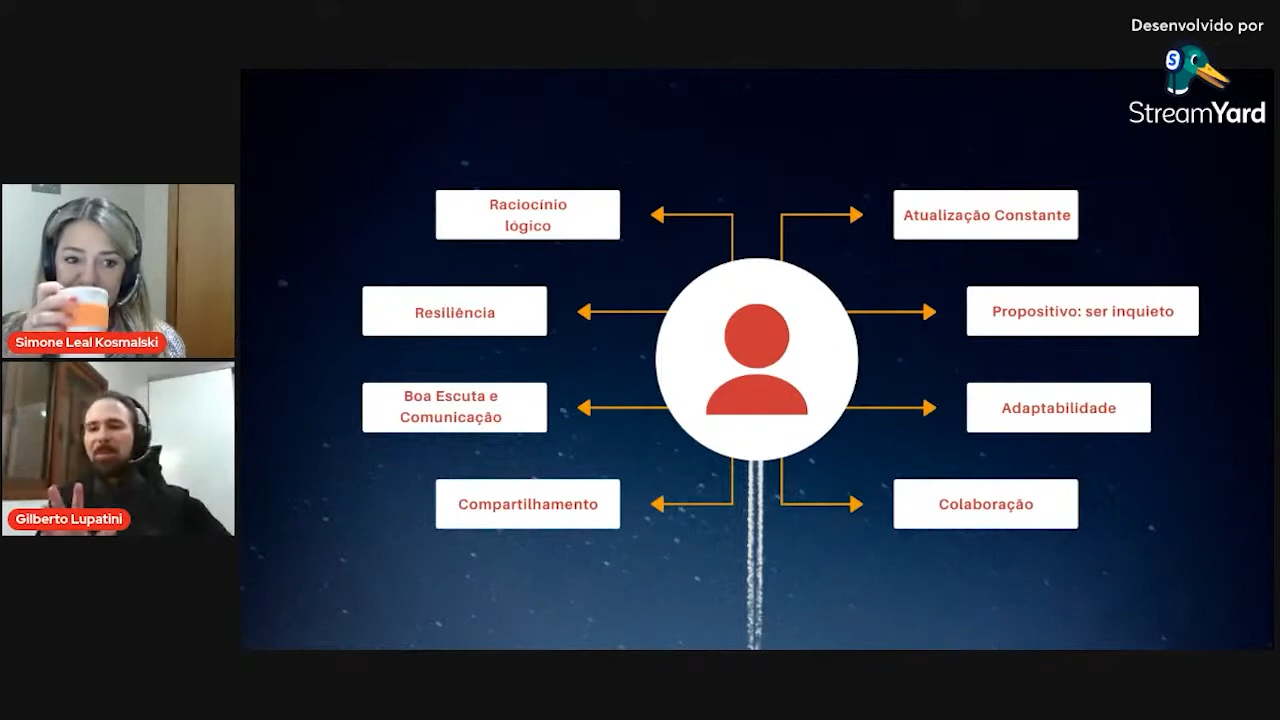 Desenvolvido por
S
StreamYard
Raciocínio
lógico
Atualização Constante
Resiliência
Propositivo: ser inquieto
Boa Escuta e
Comunicação
Adaptabilidade
Compartilhamento
Colaboração
Simone Leal Kosmalski
Gilberto Lupatini